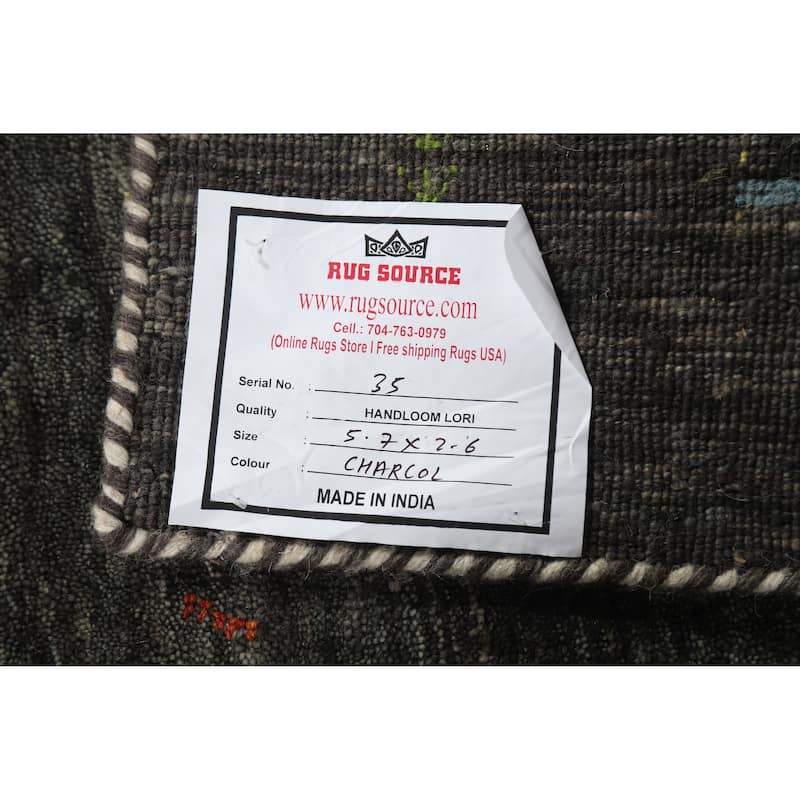 RUG SOURCE
www.rugsource.com
Cell.: 704-763-0979
(Online Rugs Store I Free shipping Rugs USA)
Serial No. : 35
Quality : HANDLOOM LORI
Size : 5.7 X 2.6
Colour : CHARCOL
MADE IN INDIA